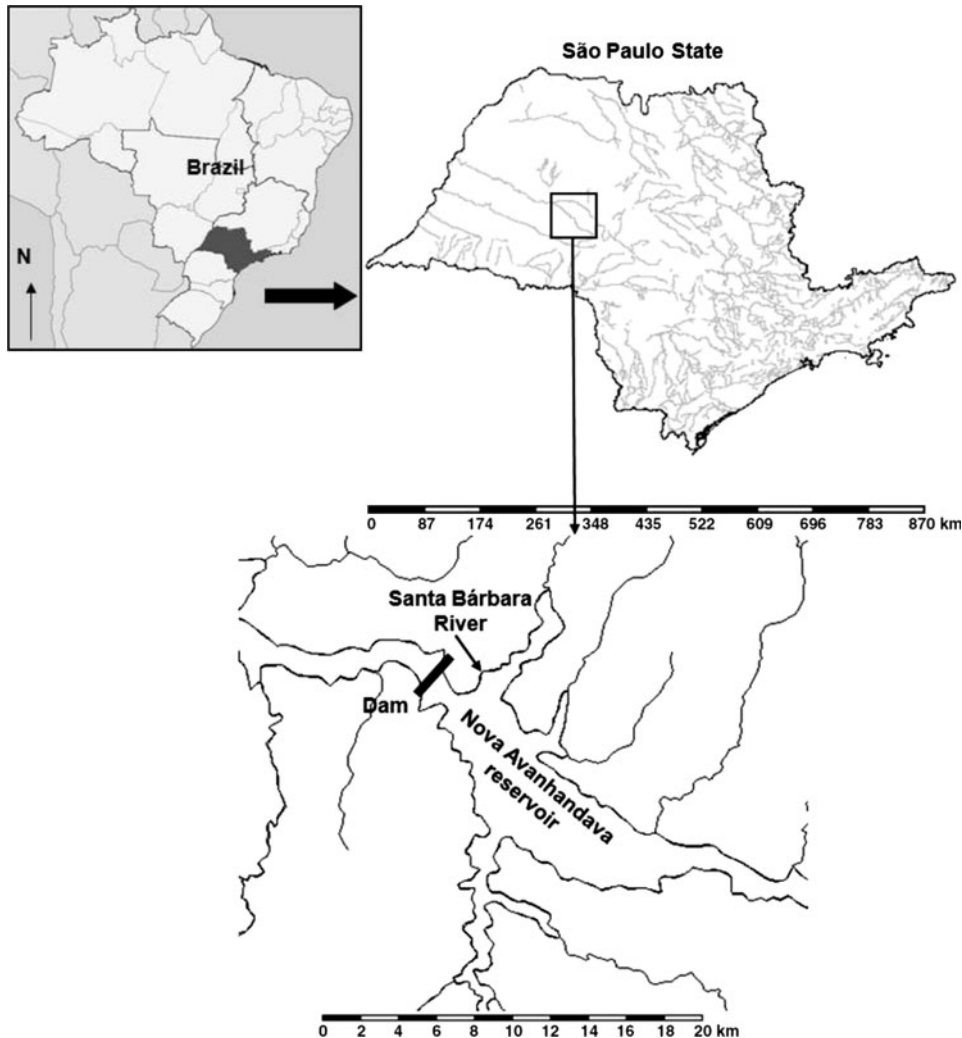 São Paulo State
Brazil
N
0 87 174 261 348 435 522 609 696 783 870 km
Santa Bárbara
River
Dam
Nova Avanhandava
reservoir
0 2 4 6 8 10 12 14 16 18 20 km